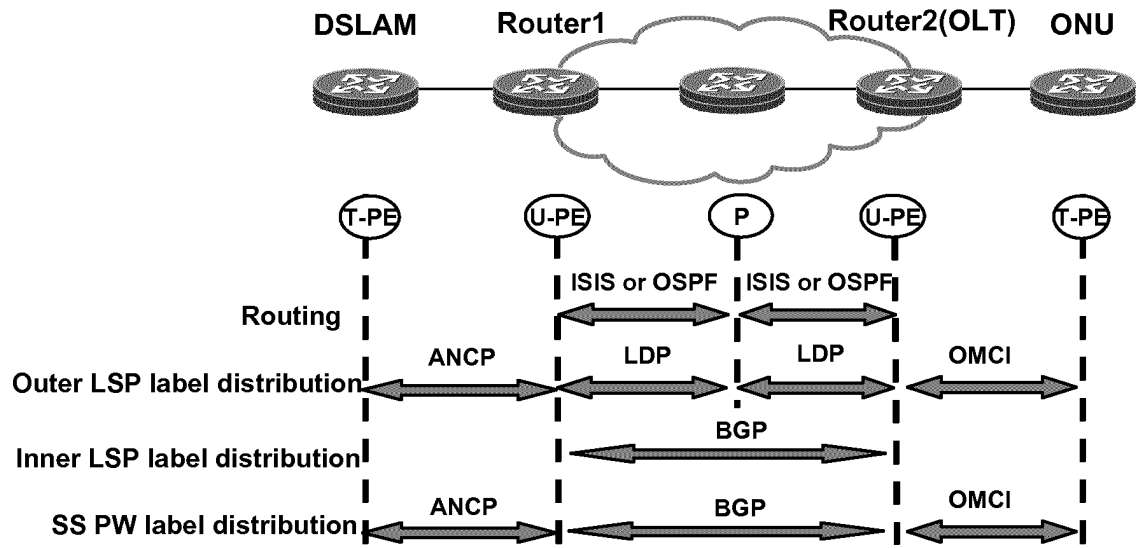 DSLAM Router1 Router2(OLT) ONU
T-PE U-PE P U-PE T-PE
ISIS or OSPF ISIS or OSPF
Routing
ANCP LDP LDP OMCI
Outer LSP label distribution
BGP
Inner LSP label distribution
ANCP BGP OMCI
SS PW label distribution